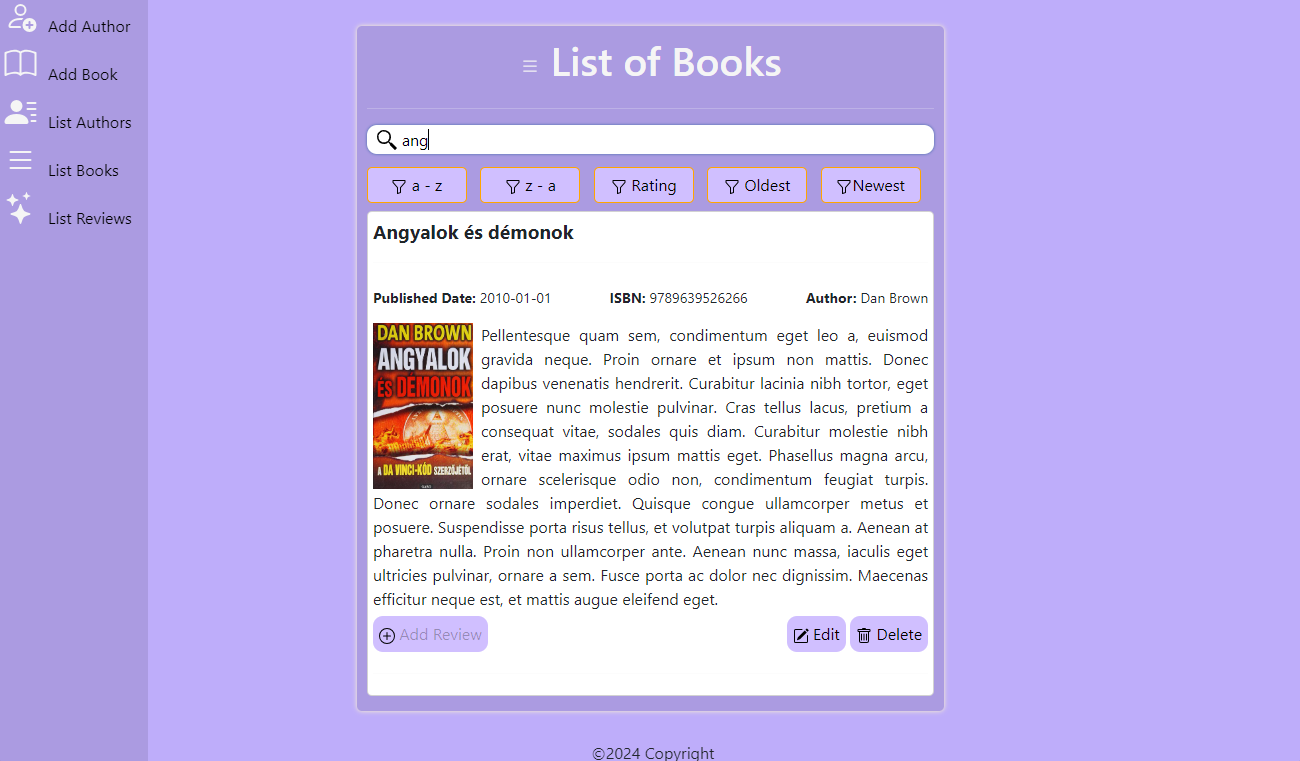 Add Author
Add Book
List Authors
List Books
List Reviews
List of Books
ang
a - z
z - a
Rating
Oldest
Newest
Angyalok és démonok
Published Date: 2010-01-01 ISBN: 9789639526266 Author: Dan Brown
DAN BROWN
ANGYALOK
ÉS DÉMONOK
A DA VINCI-KÓD SZERZŐJÉTŐL
Pellentesque quam sem, condimentum eget leo a, euismod
gravida neque. Proin ornare et ipsum non mattis. Donec
dapibus venenatis hendrerit. Curabitur lacinia nibh tortor, eget
posuere nunc molestie pulvinar. Cras tellus lacus, pretium a
consequat vitae, sodales quis diam. Curabitur molestie nibh
erat, vitae maximus ipsum mattis eget. Phasellus magna arcu,
ornare scelerisque odio non, condimentum feugiat turpis.
Donec ornare sodales imperdiet. Quisque congue ullamcorper metus et
posuere. Suspendisse porta risus tellus, et volutpat turpis aliquam a. Aenean at
pharetra nulla. Proin non ullamcorper ante. Aenean nunc massa, iaculis eget
ultricies pulvinar, ornare a sem. Fusce porta ac dolor nec dignissim. Maecenas
efficitur neque est, et mattis augue eleifend eget.
Add Review
Edit
Delete
©2024 Copyright